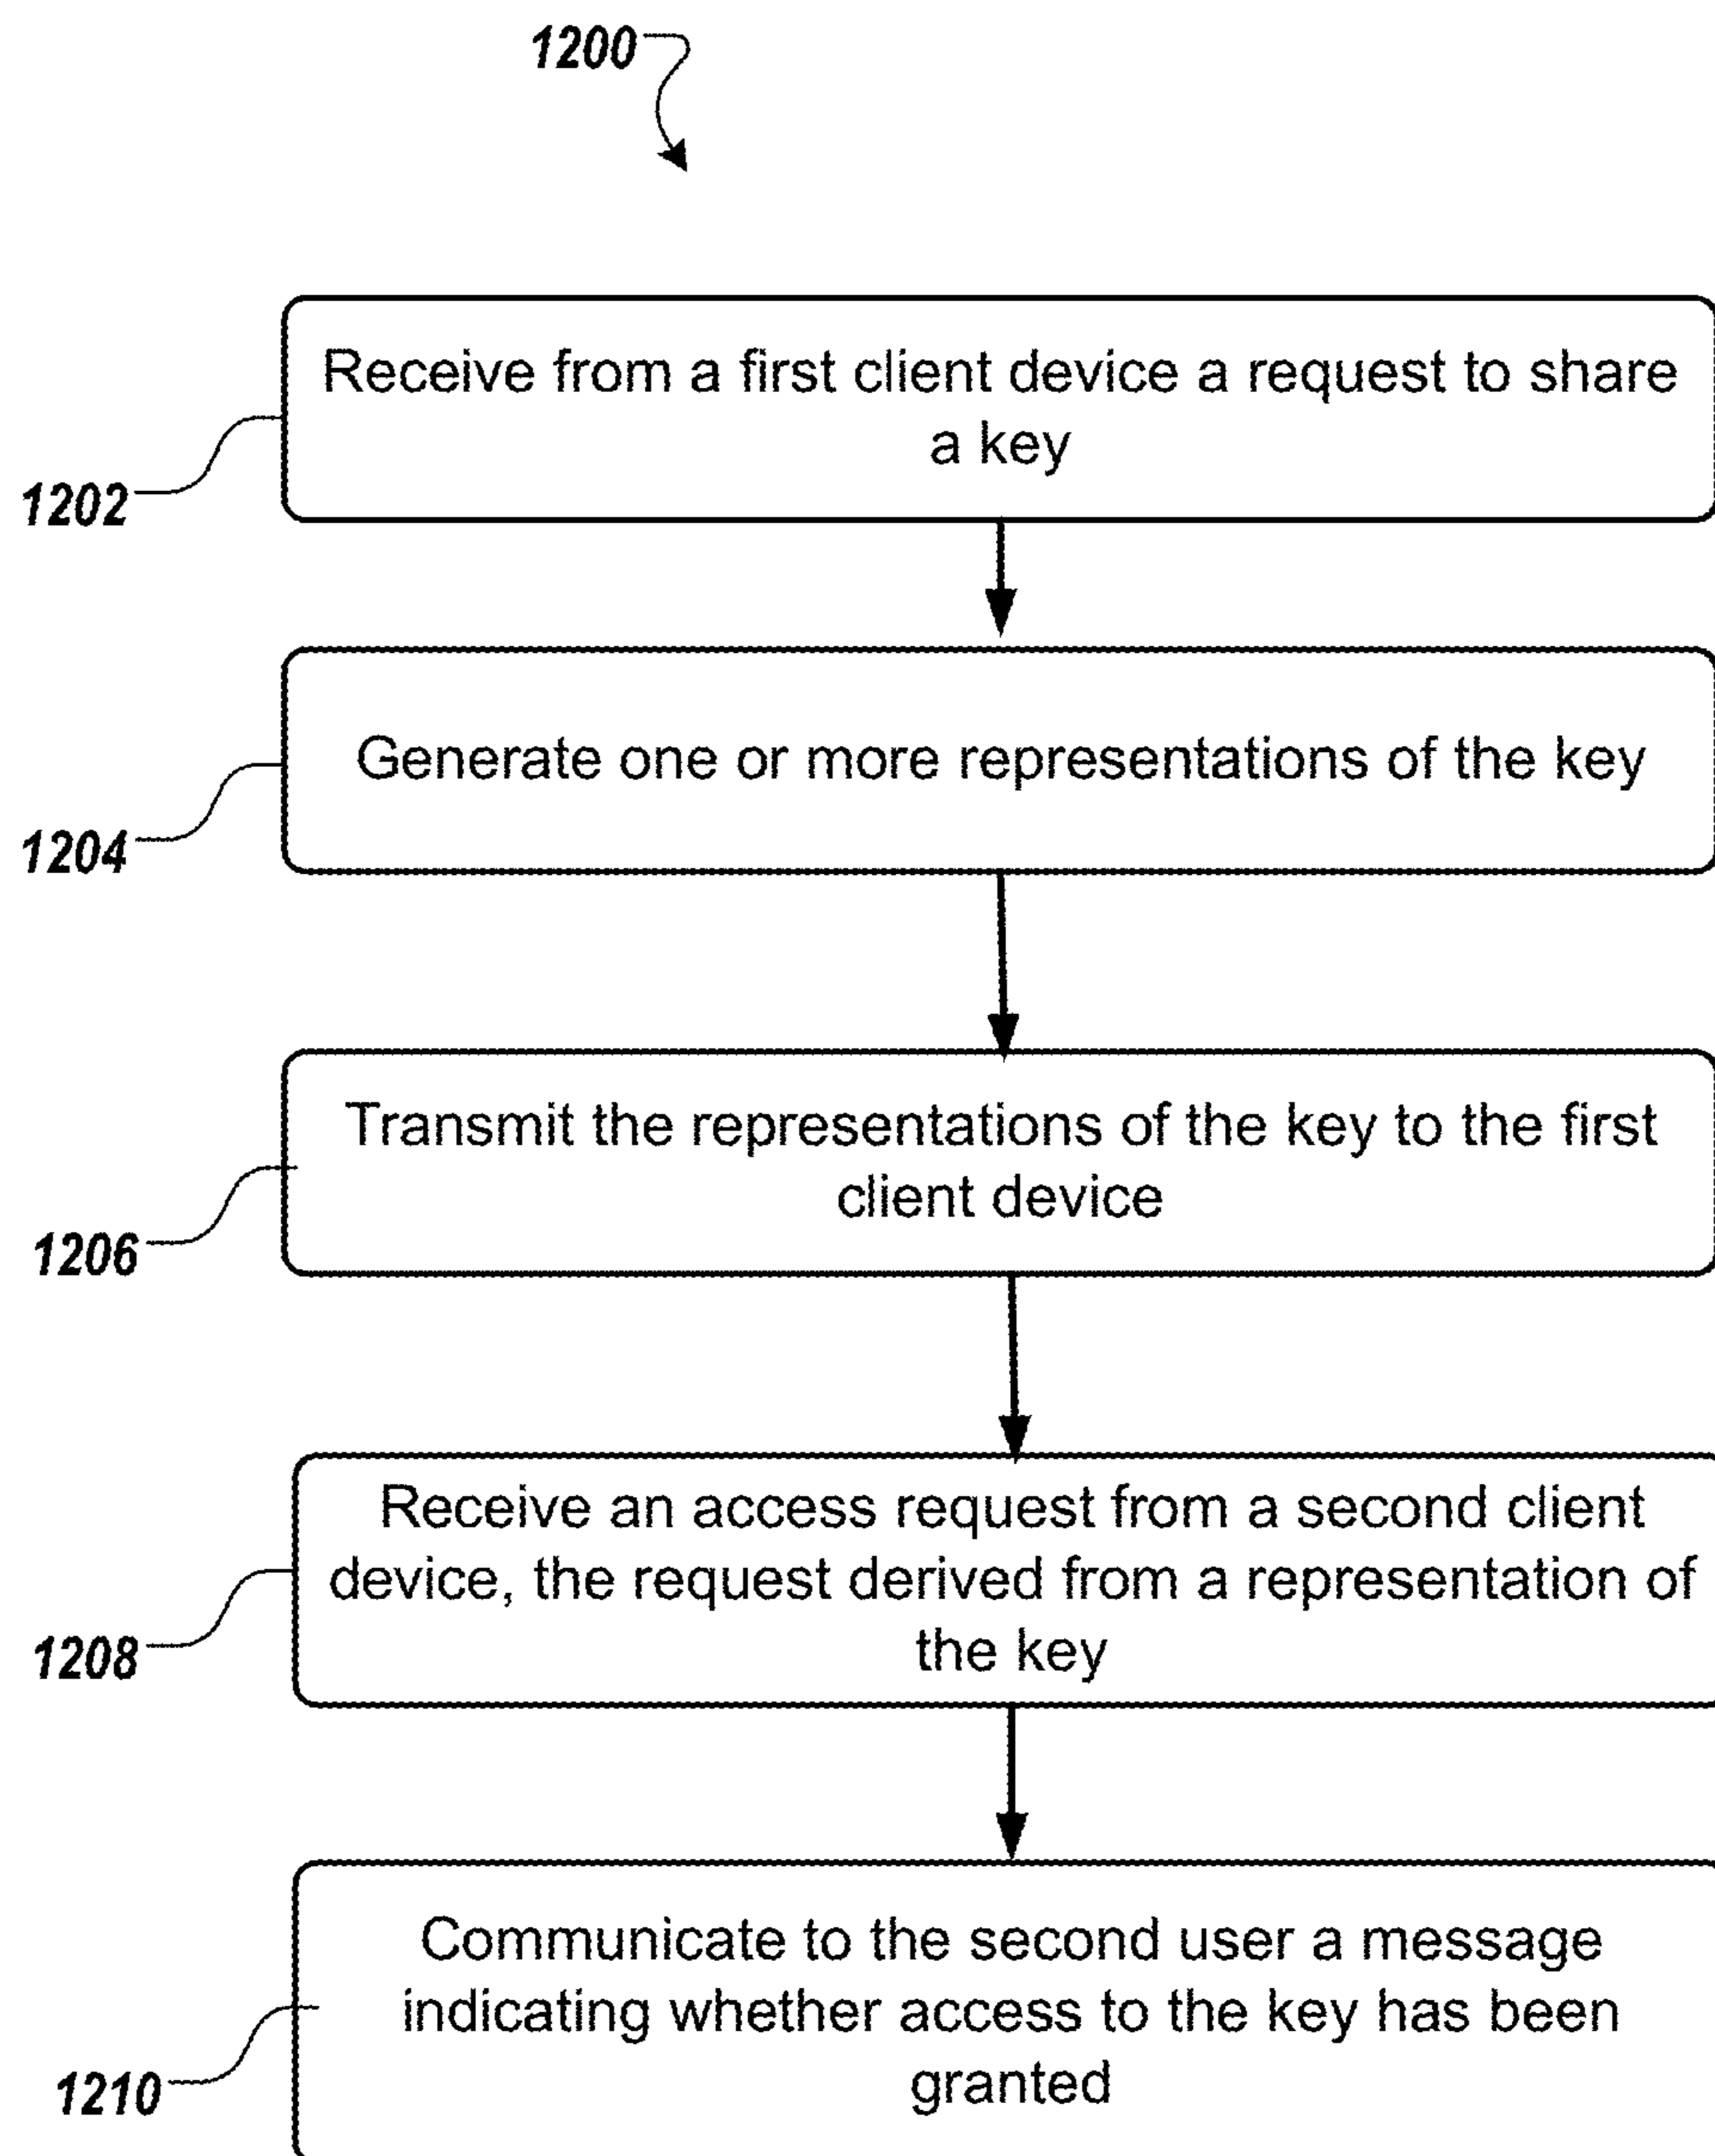 1200
Receive from a first client device a request to share
a key
1202
Generate one or more representations of the key
1204
Transmit the representations of the key to the first
client device
1206
Receive an access request from a second client
device, the request derived from a representation of
the key
1208
Communicate to the second user a message
indicating whether access to the key has been
granted
1210